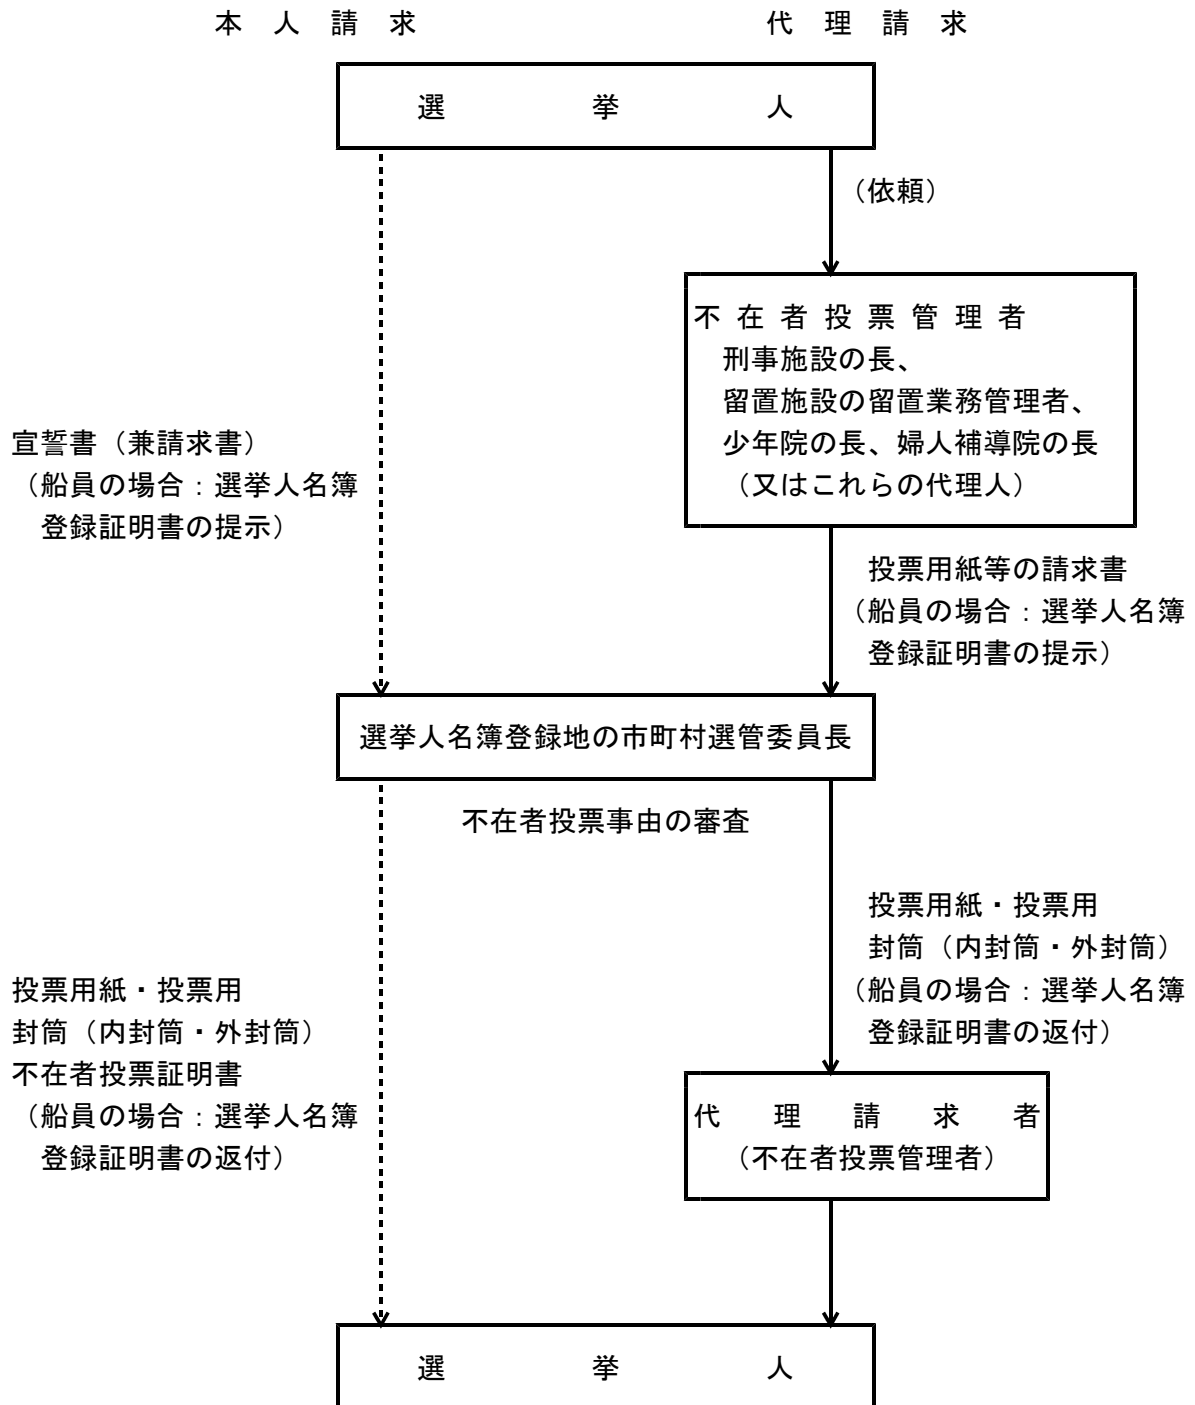 本人請求
代理請求
選挙人
（依頼）
不在者投票管理者
刑事施設の長、
留置施設の留置業務管理者、
少年院の長、婦人補導院の長
（又はこれらの代理人）
宣誓書（兼請求書）
（船員の場合：選挙人名簿
登録証明書の提示）
投票用紙等の請求書
（船員の場合：選挙人名簿
登録証明書の提示）
選挙人名簿登録地の市町村選管委員長
不在者投票事由の審査
投票用紙・投票用
封筒（内封筒・外封筒）
（船員の場合：選挙人名簿
登録証明書の返付）
投票用紙・投票用
封筒（内封筒・外封筒）
不在者投票証明書
（船員の場合：選挙人名簿
登録証明書の返付）
代理請求者
（不在者投票管理者）
選挙人